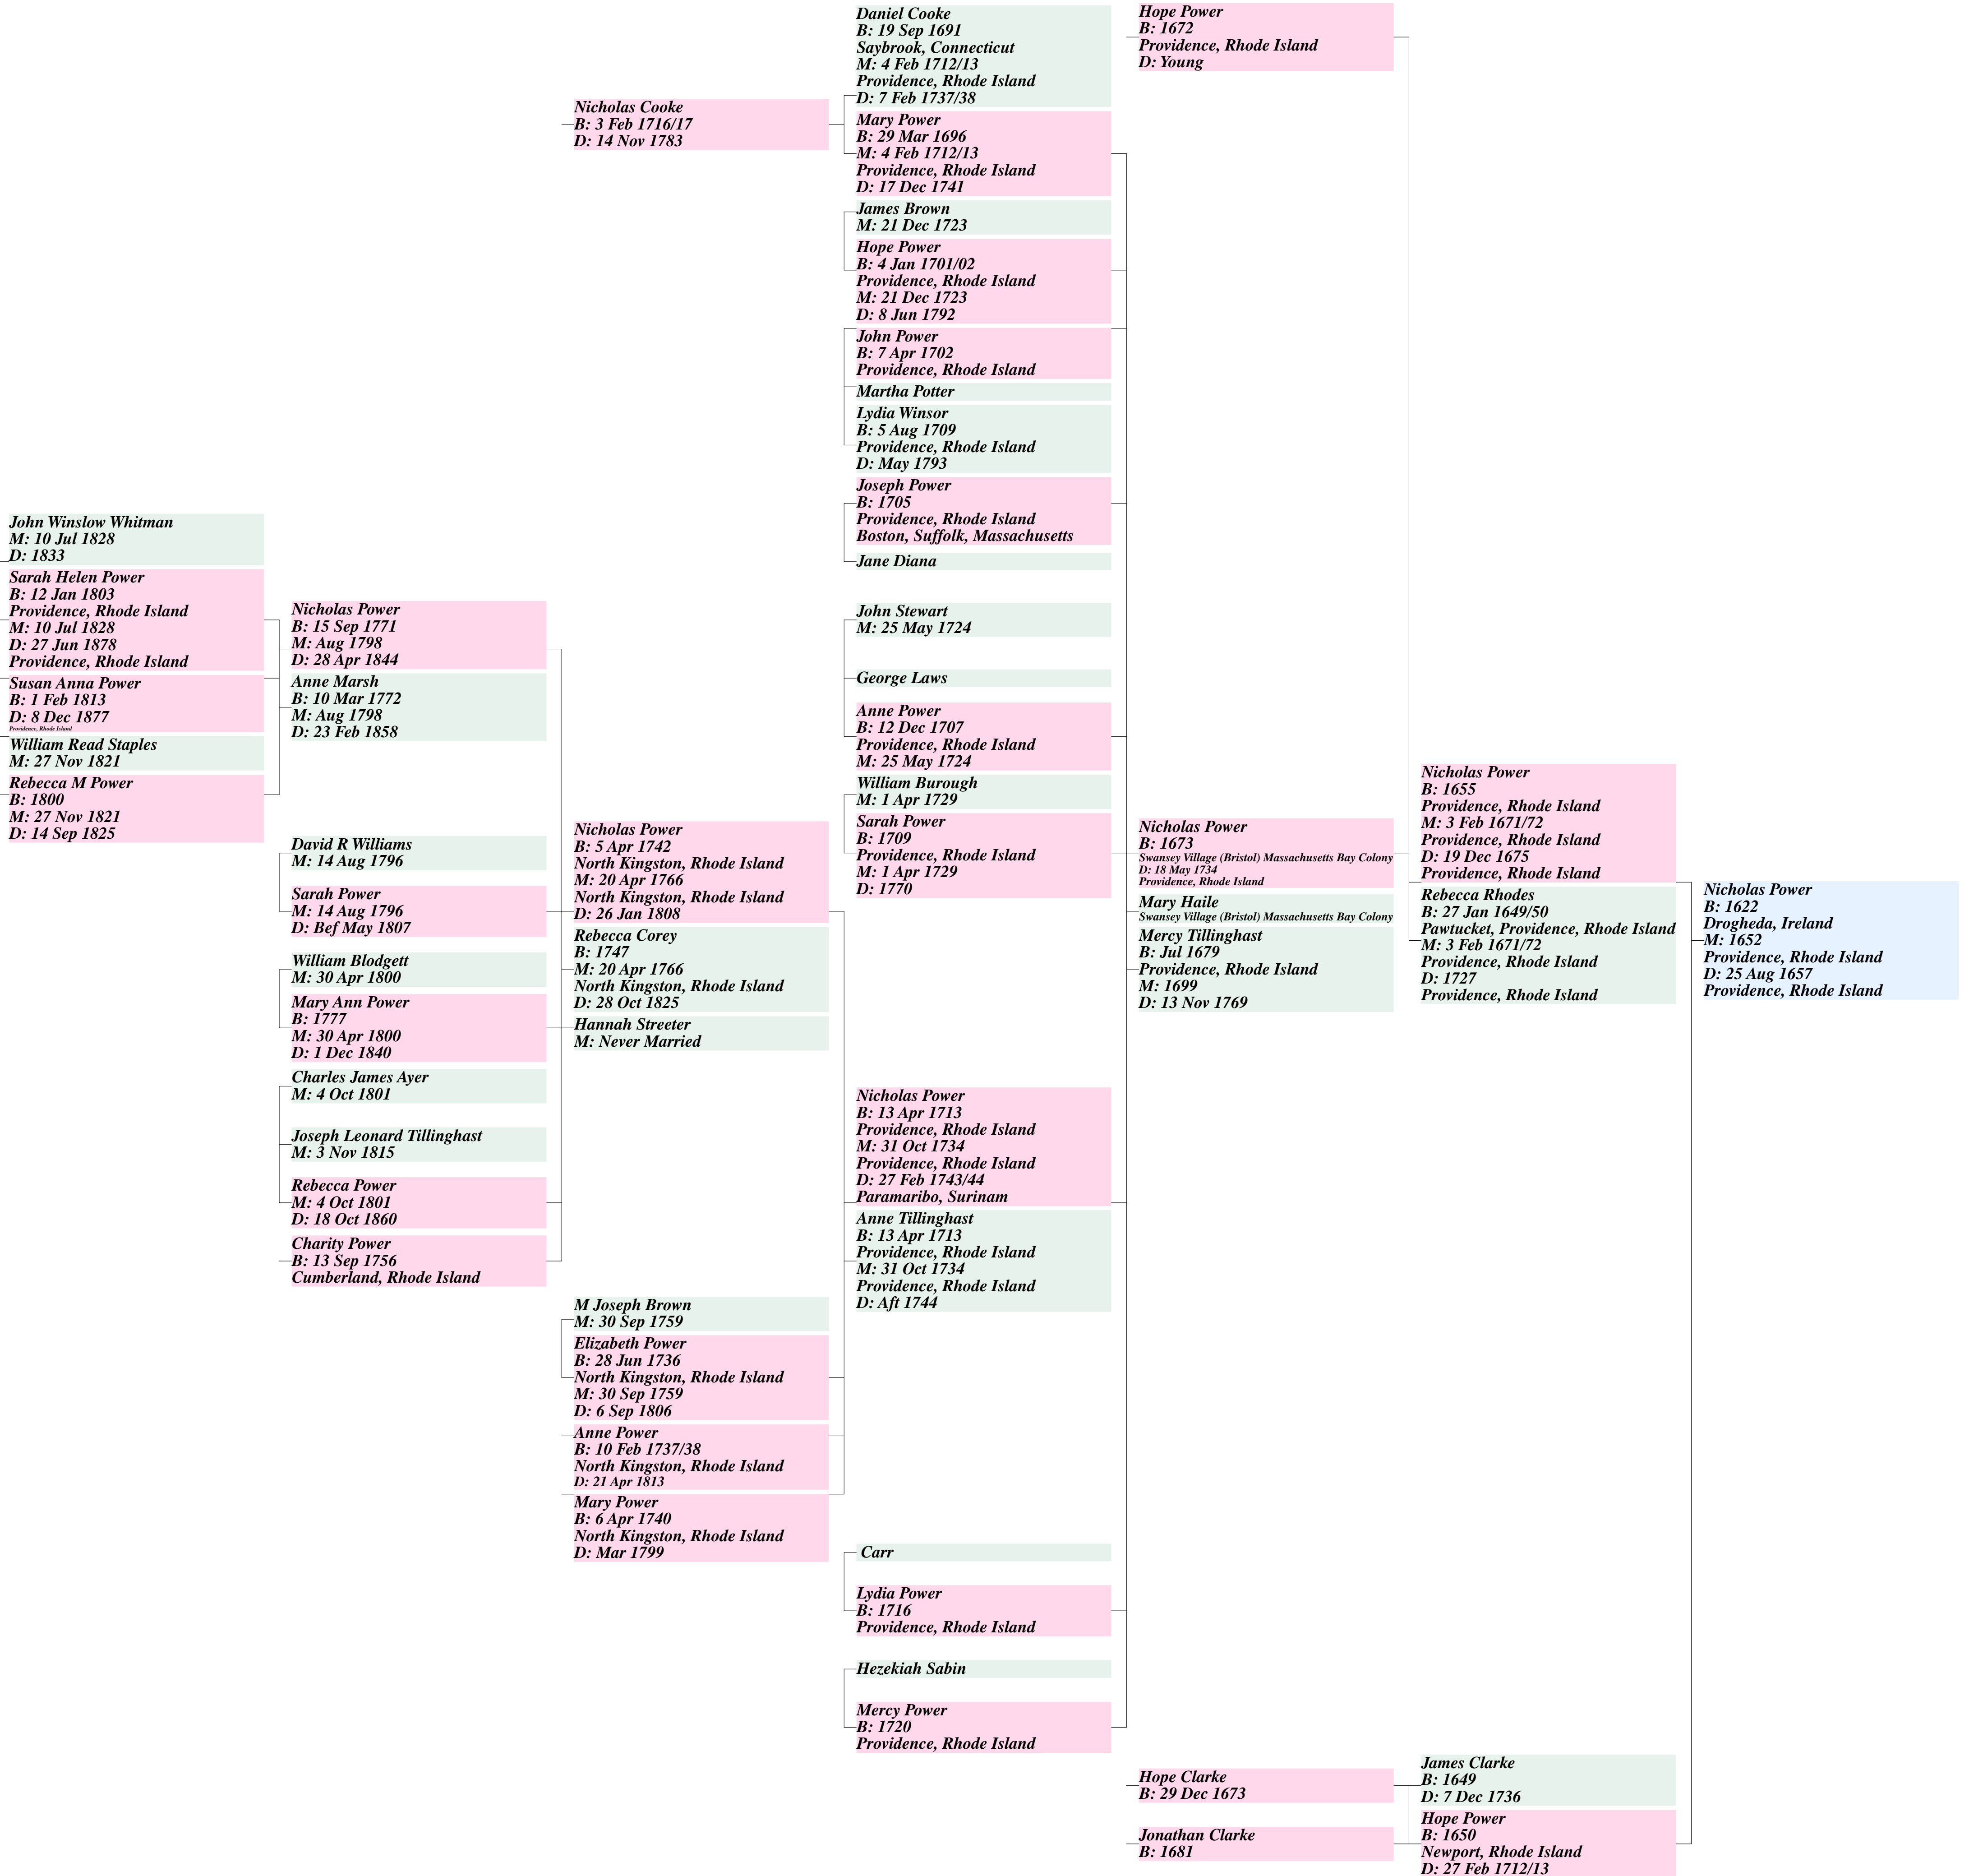 John Winslow Whitman
M: 10 Jul 1828
D: 1833
Sarah Helen Power
B: 12 Jan 1803
Providence, Rhode Island
M: 10 Jul 1828
D: 27 Jun 1878
Providence, Rhode Island
Susan Anna Power
B: 1 Feb 1813
D: 8 Dec 1877
Providence, Rhode Island
William Read Staples
M: 27 Nov 1821
Rebecca M Power
B: 1800
M: 27 Nov 1821
D: 14 Sep 1825
Nicholas Power
B: 15 Sep 1771
M: Aug 1798
D: 28 Apr 1844
Anne Marsh
B: 10 Mar 1772
M: Aug 1798
D: 23 Feb 1858
David R Williams
M: 14 Aug 1796
Sarah Power
M: 14 Aug 1796
D: Bef May 1807
William Blodgett
M: 30 Apr 1800
Mary Ann Power
B: 1777
M: 30 Apr 1800
D: 1 Dec 1840
Charles James Ayer
M: 4 Oct 1801
Joseph Leonard Tillinghast
M: 3 Nov 1815
Rebecca Power
M: 4 Oct 1801
D: 18 Oct 1860
Charity Power
B: 13 Sep 1756
Cumberland, Rhode Island
Nicholas Cooke
B: 3 Feb 1716/17
D: 14 Nov 1783
Nicholas Power
B: 5 Apr 1742
North Kingston, Rhode Island
M: 20 Apr 1766
North Kingston, Rhode Island
D: 26 Jan 1808
Rebecca Corey
B: 1747
M: 20 Apr 1766
North Kingston, Rhode Island
D: 28 Oct 1825
Hannah Streeter
M: Never Married
M Joseph Brown
M: 30 Sep 1759
Elizabeth Power
B: 28 Jun 1736
North Kingston, Rhode Island
M: 30 Sep 1759
D: 6 Sep 1806
Anne Power
B: 10 Feb 1737/38
North Kingston, Rhode Island
D: 21 Apr 1813
Mary Power
B: 6 Apr 1740
North Kingston, Rhode Island
D: Mar 1799
Daniel Cooke
B: 19 Sep 1691
Saybrook, Connecticut
M: 4 Feb 1712/13
Providence, Rhode Island
D: 7 Feb 1737/38
Mary Power
B: 29 Mar 1696
M: 4 Feb 1712/13
Providence, Rhode Island
D: 17 Dec 1741
James Brown
M: 21 Dec 1723
Hope Power
B: 4 Jan 1701/02
Providence, Rhode Island
M: 21 Dec 1723
D: 8 Jun 1792
John Power
B: 7 Apr 1702
Providence, Rhode Island
Martha Potter
Lydia Winsor
B: 5 Aug 1709
Providence, Rhode Island
D: May 1793
Joseph Power
B: 1705
Providence, Rhode Island
Boston, Suffolk, Massachusetts
Jane Diana
John Stewart
M: 25 May 1724
George Laws
Anne Power
B: 12 Dec 1707
Providence, Rhode Island
M: 25 May 1724
William Burough
M: 1 Apr 1729
Sarah Power
B: 1709
Providence, Rhode Island
M: 1 Apr 1729
D: 1770
Nicholas Power
B: 13 Apr 1713
Providence, Rhode Island
M: 31 Oct 1734
Providence, Rhode Island
D: 27 Feb 1743/44
Paramaribo, Surinam
Anne Tillinghast
B: 13 Apr 1713
Providence, Rhode Island
M: 31 Oct 1734
Providence, Rhode Island
D: Aft 1744
Carr
Lydia Power
B: 1716
Providence, Rhode Island
Hezekiah Sabin
Mercy Power
B: 1720
Providence, Rhode Island
Hope Power
B: 1672
Providence, Rhode Island
D: Young
Nicholas Power
B: 1673
Swansey Village (Bristol) Massachusetts Bay Colony
D: 18 May 1734
Providence, Rhode Island
Mary Haile
Swansey Village (Bristol) Massachusetts Bay Colony
Mercy Tillinghast
B: Jul 1679
Providence, Rhode Island
M: 1699
D: 13 Nov 1769
Hope Clarke
B: 29 Dec 1673
Jonathan Clarke
B: 1681
Nicholas Power
B: 1655
Providence, Rhode Island
M: 3 Feb 1671/72
Providence, Rhode Island
D: 19 Dec 1675
Providence, Rhode Island
Rebecca Rhodes
B: 27 Jan 1649/50
Pawtucket, Providence, Rhode Island
M: 3 Feb 1671/72
Providence, Rhode Island
D: 1727
Providence, Rhode Island
James Clarke
B: 1649
D: 7 Dec 1736
Hope Power
B: 1650
Newport, Rhode Island
D: 27 Feb 1712/13
Nicholas Power
B: 1622
Drogheda, Ireland
M: 1652
Providence, Rhode Island
D: 25 Aug 1657
Providence, Rhode Island